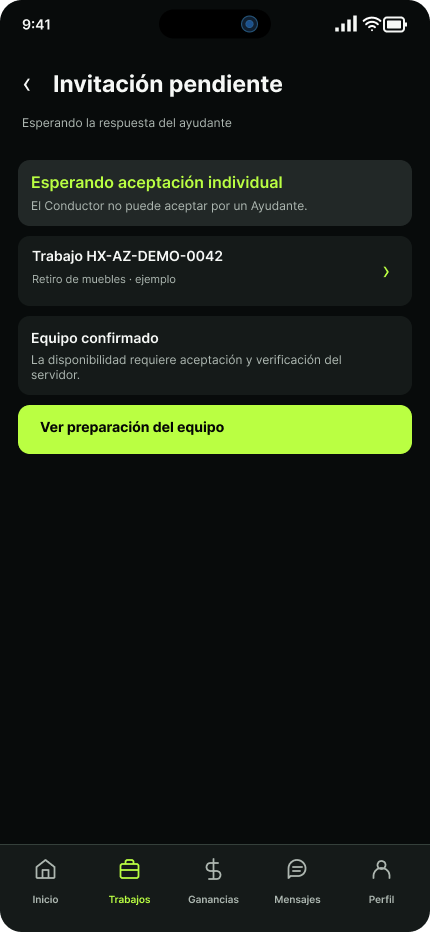 9:41
Invitación pendiente
Esperando la respuesta del ayudante
Esperando aceptación individual
El Conductor no puede aceptar por un Ayudante.
Trabajo HX-AZ-DEMO-0042
Retiro de muebles · ejemplo
Equipo confirmado
La disponibilidad requiere aceptación y verificación del
servidor.
Ver preparación del equipo
Inicio
Trabajos
Ganancias
Mensajes
Perfil